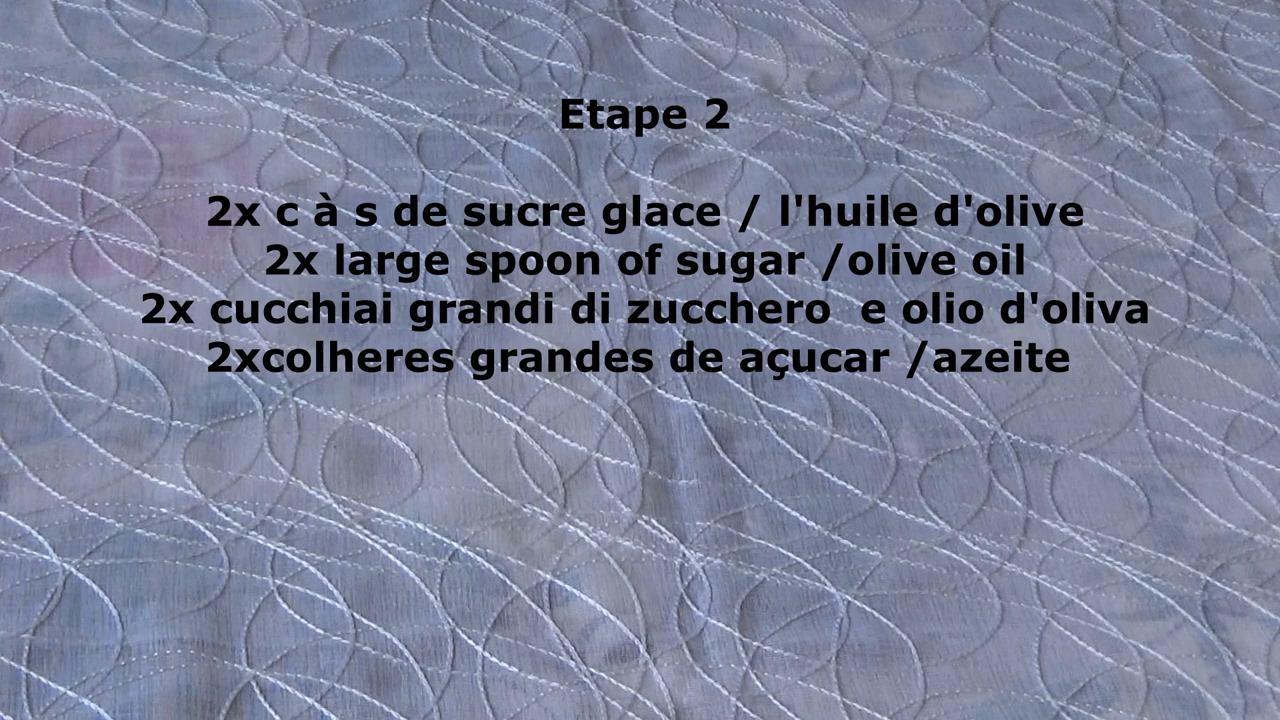 Etape 2
2x c à s de sucre glace / l'huile d'olive
2x large spoon of sugar /olive oil
2x cucchiai grandi di zucchero  e olio d'oliva
2xcolheres grandes de açucar /azeite